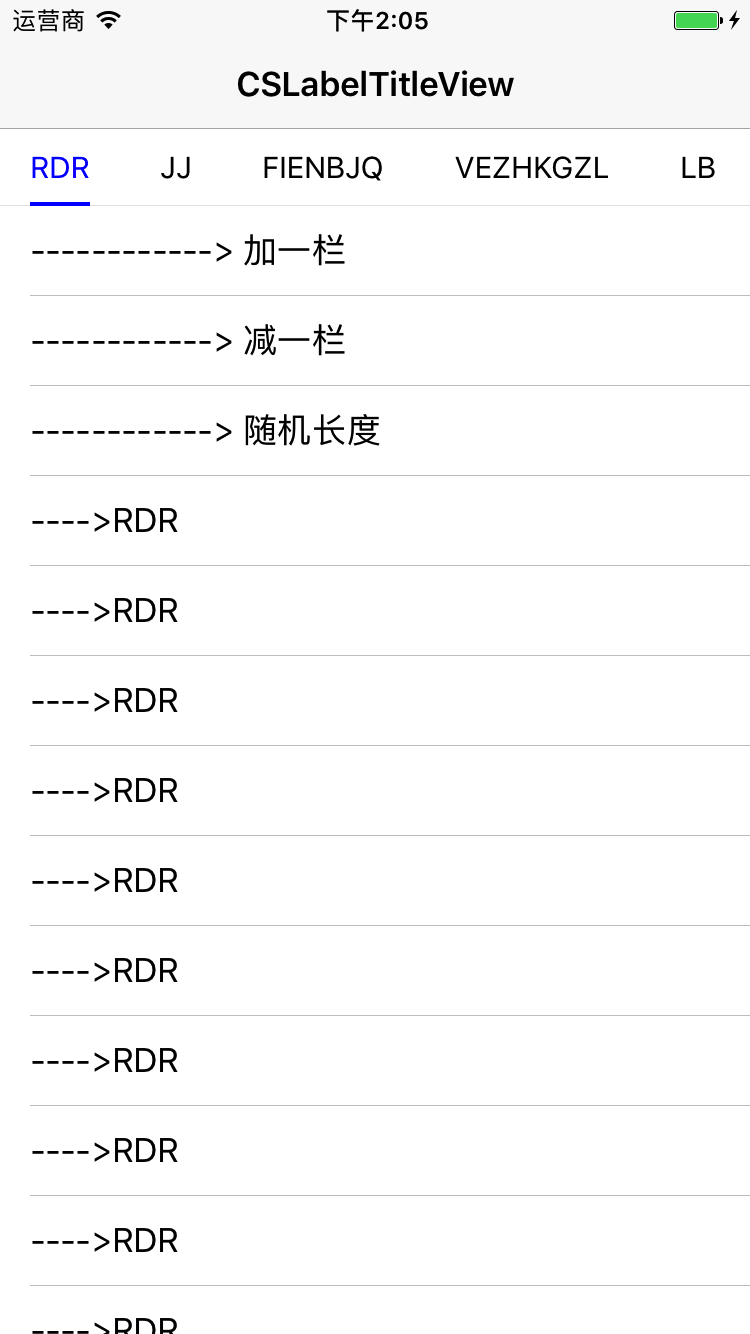 运营商 下午2:05
CSLabelTitleView
RDR JJ FIENBJQ VEZHKGZL LB
------------> 加一栏
------------> 减一栏
------------> 随机长度
---->RDR
---->RDR
---->RDR
---->RDR
---->RDR
---->RDR
---->RDR
---->RDR
---->RDR
---->RDR